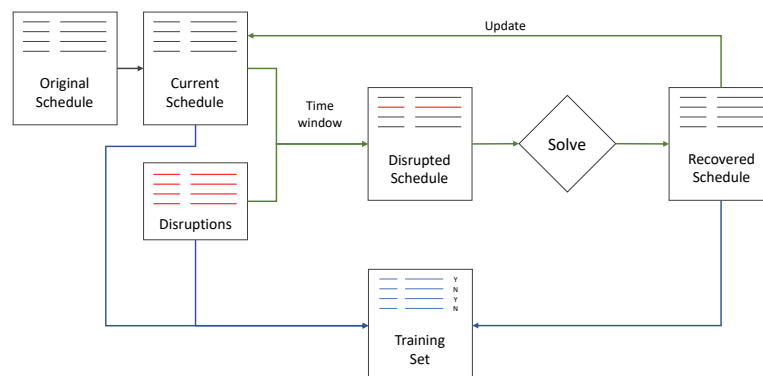 Update
Original
Schedule
Current
Schedule
Time
window
Disrupted
Schedule
Solve
Recovered
Schedule
Disruptions
Y
N
Y
N
Training
Set